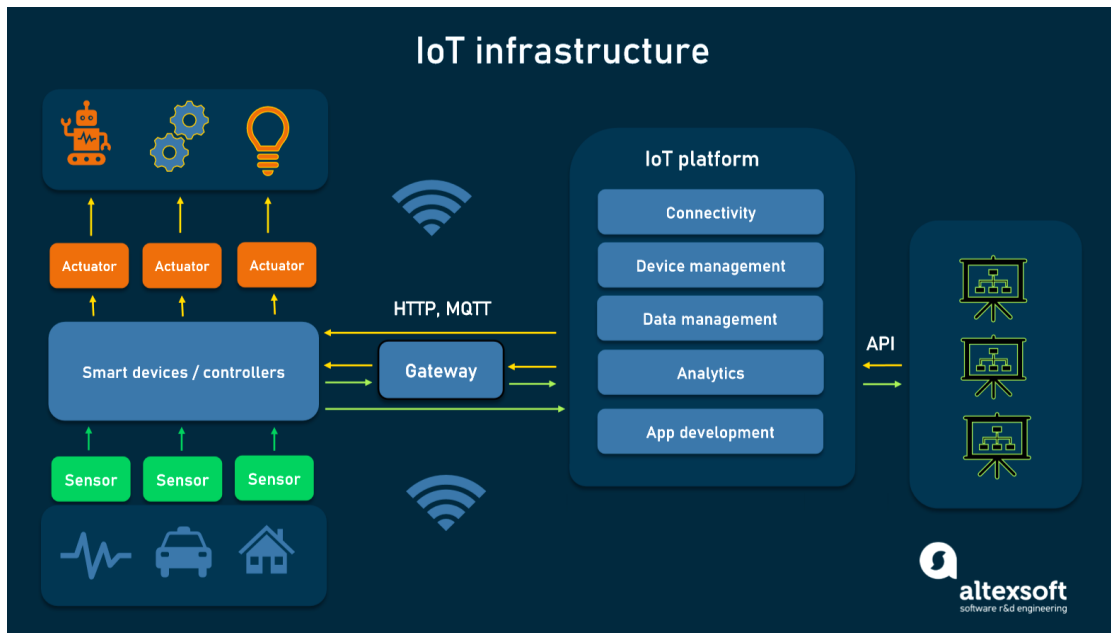 IoT infrastructure
Actuator
Actuator
Actuator
Smart devices / controllers
Sensor
Sensor
Sensor
HTTP, MQTT
Gateway
IoT platform
Connectivity
Device management
Data management
Analytics
App development
API
altexsoft
software r&d engineering